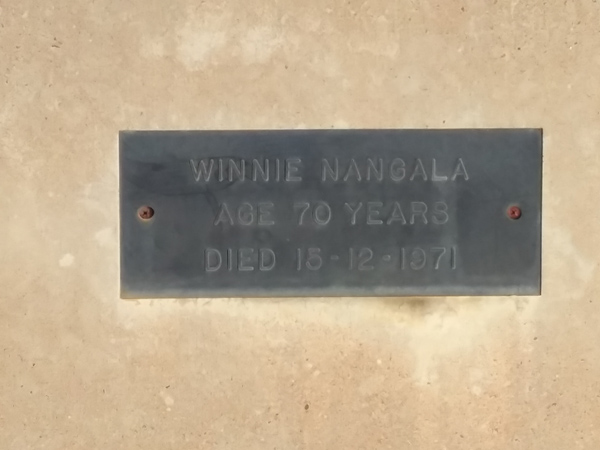 WINNIE NANGALA
AGE 70 YEARS
DIED 15-12-1971